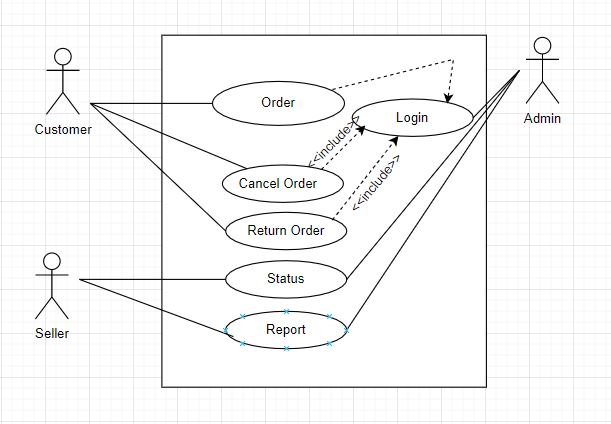 Order
Login
Admin
Customer
<<include>>
Cancel Order
<<include>>
Return Order
Status
Seller
Report